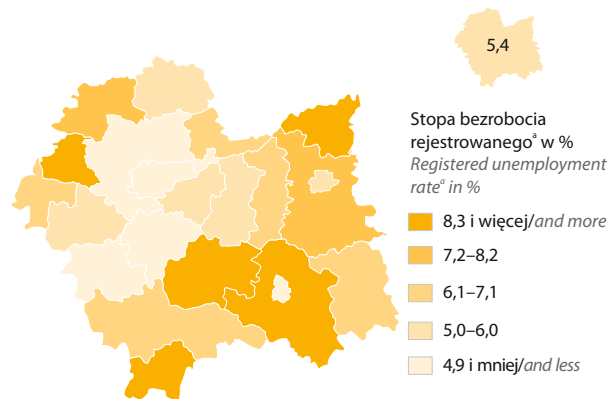 5,4
Stopa bezrobocia
rejestrowanegoª w %
Registered unemployment
rateª in %
8,3 i więcej/and more
7,2–8,2
6,1–7,1
5,0–6,0
4,9 i mniej/and less